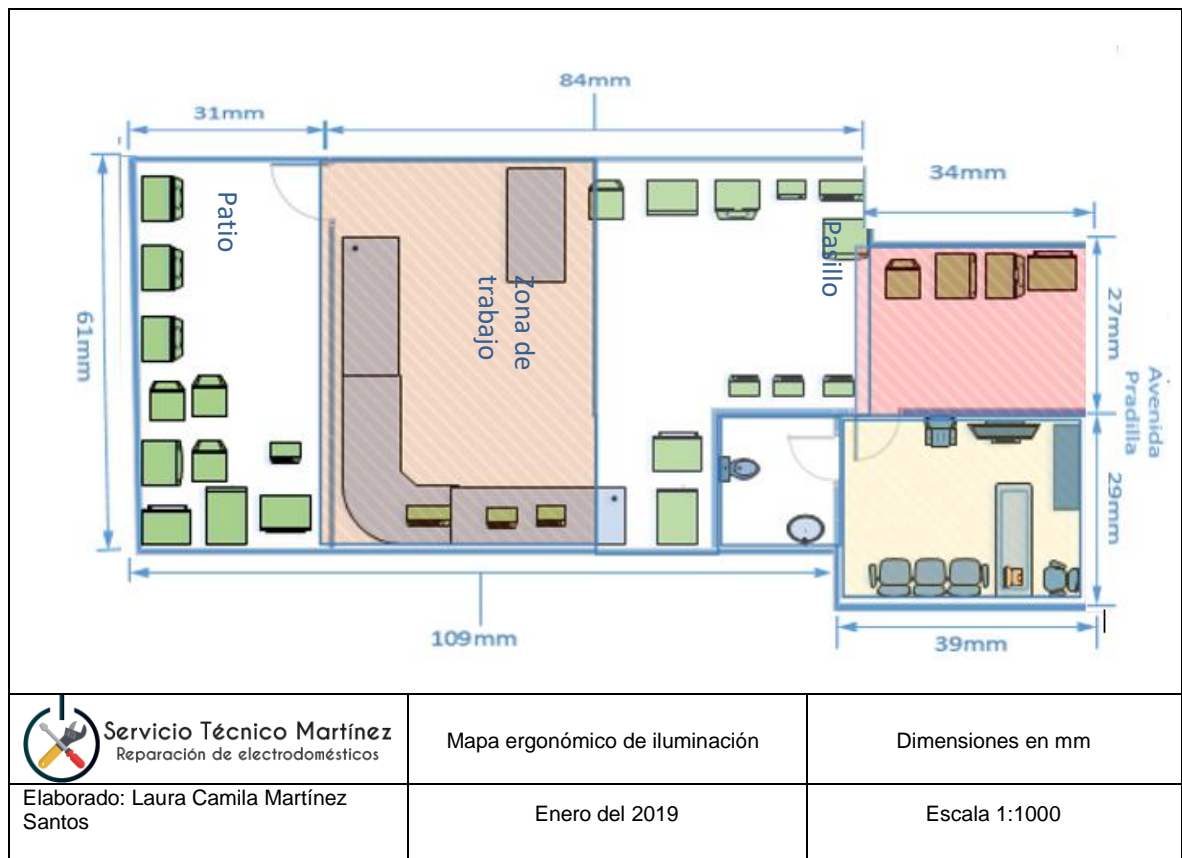 84mm
31mm
34mm
Patio
Pasillo
Zona de
trabajo
61mm
27mm
Avenida
Pradilla
29mm
109mm
39mm
Servicio Técnico Martínez
Reparación de electrodomésticos
Mapa ergonómico de iluminación
Dimensiones en mm
Elaborado: Laura Camila Martínez
Santos
Enero del 2019
Escala 1:1000